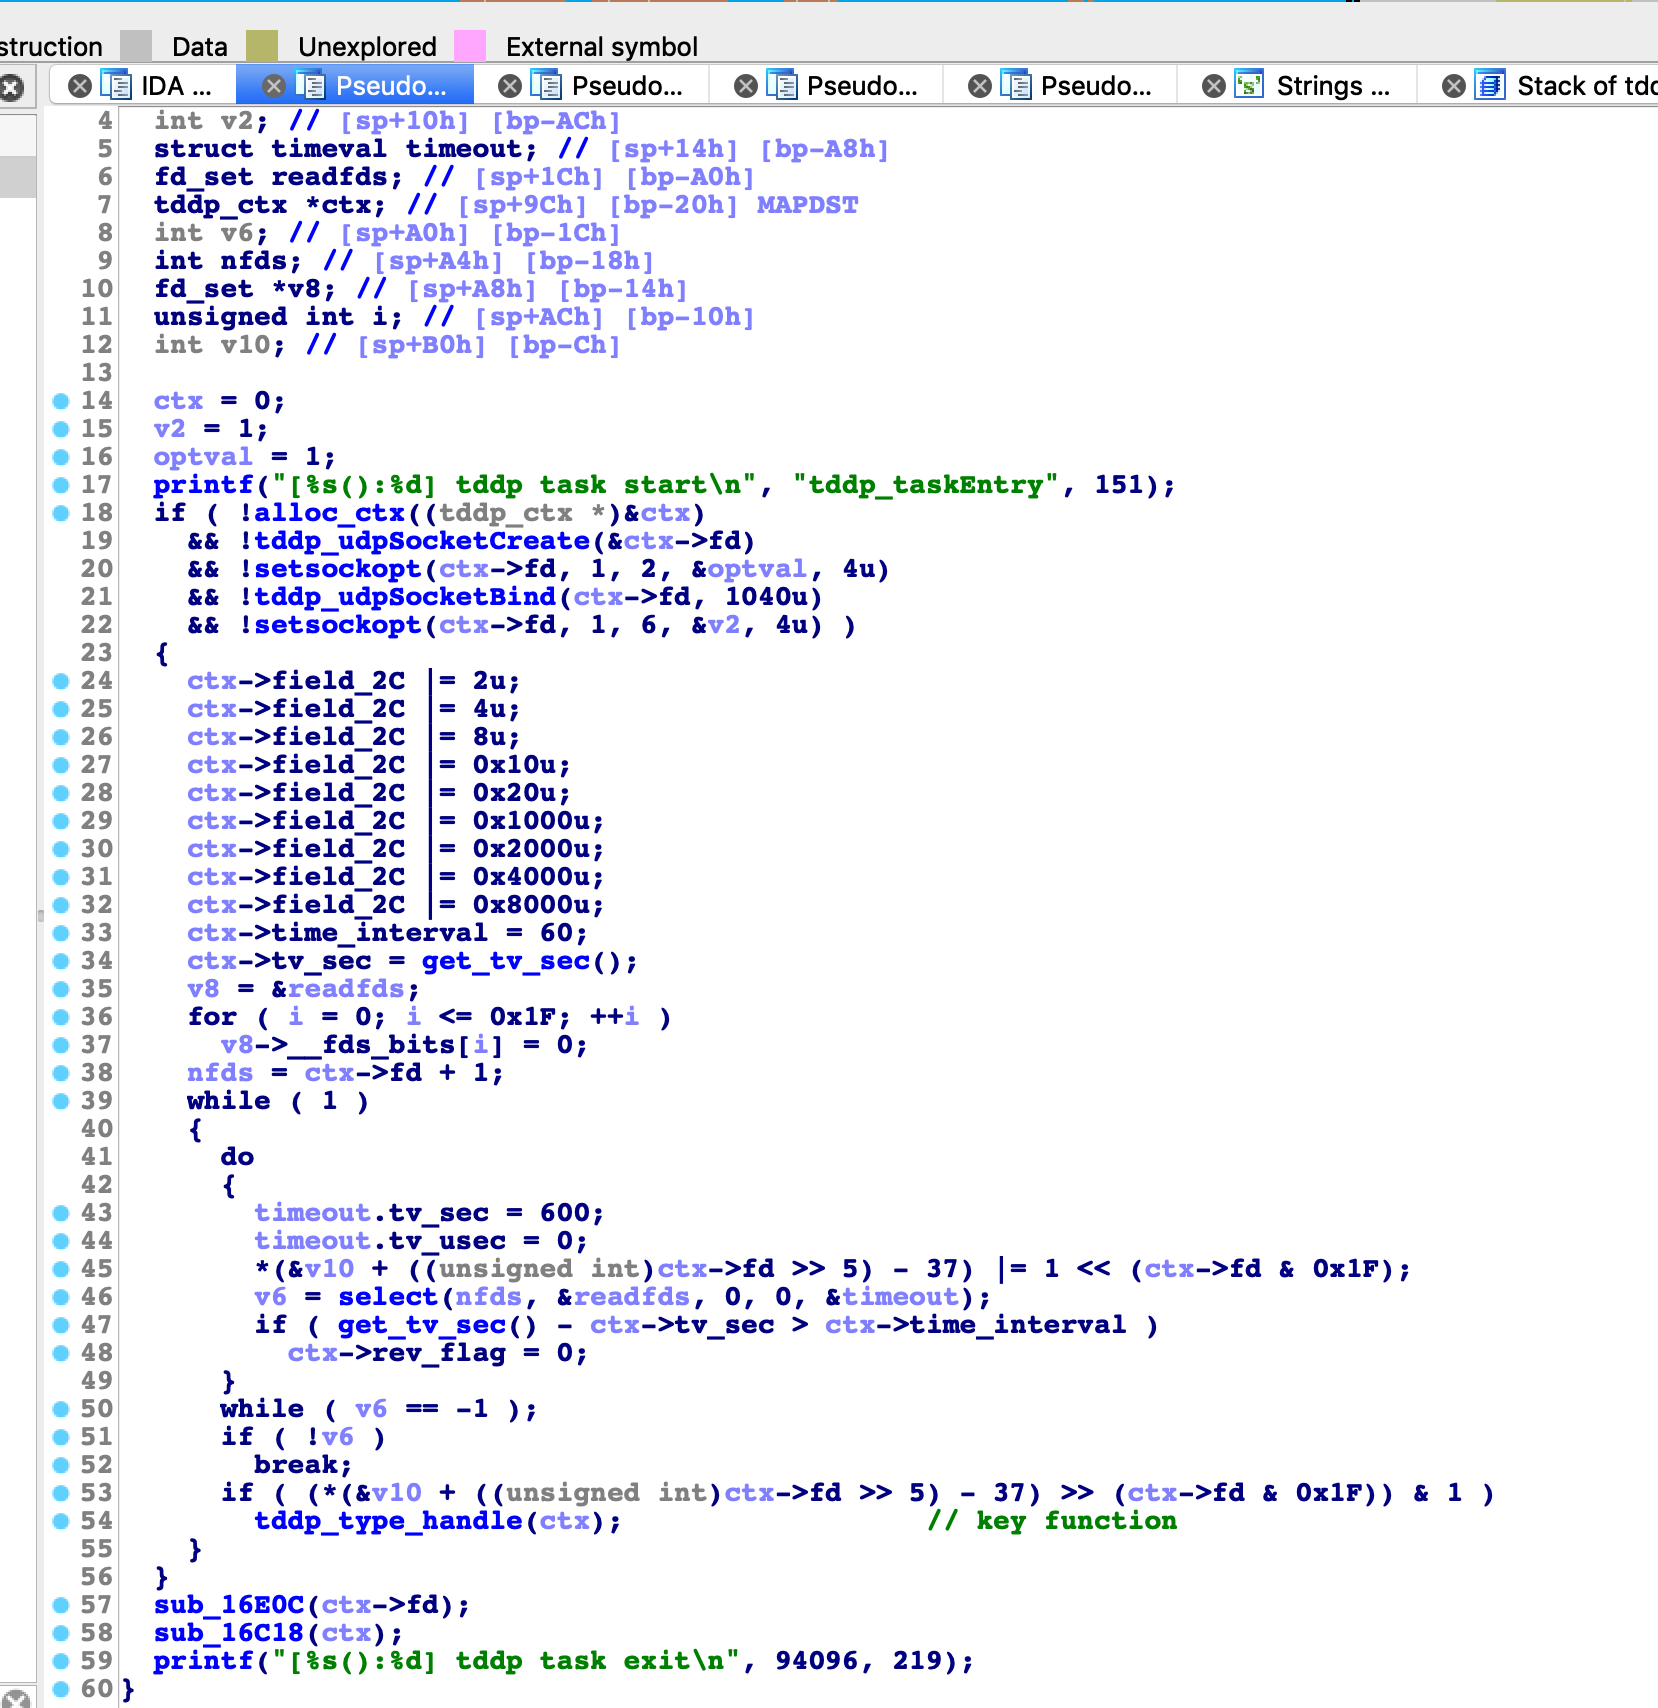 struction Data Unexplored External symbol
IDA ... Pseudo... Pseudo... Pseudo... Pseudo... Strings ... Stack of tdd
4 int v2; // [sp+10h] [bp-ACh]
5 struct timeval timeout; // [sp+14h] [bp-A8h]
6 fd_set readfds; // [sp+1Ch] [bp-A0h]
7 tddp_ctx *ctx; // [sp+9Ch] [bp-20h] MAPDST
8 int v6; // [sp+A0h] [bp-1Ch]
9 int nfds; // [sp+A4h] [bp-18h]
10 fd_set *v8; // [sp+A8h] [bp-14h]
11 unsigned int i; // [sp+ACh] [bp-10h]
12 int v10; // [sp+B0h] [bp-Ch]
13
14 ctx = 0;
15 v2 = 1;
16 optval = 1;
17 printf("[%s():%d] tddp task start\n", "tddp_taskEntry", 151);
18 if ( !alloc_ctx((tddp_ctx *)&ctx)
19 && !tddp_udpSocketCreate(&ctx->fd)
20 && !setsockopt(ctx->fd, 1, 2, &optval, 4u)
21 && !tddp_udpSocketBind(ctx->fd, 1040u)
22 && !setsockopt(ctx->fd, 1, 6, &v2, 4u) )
23 {
24 ctx->field_2C |= 2u;
25 ctx->field_2C |= 4u;
26 ctx->field_2C |= 8u;
27 ctx->field_2C |= 0x10u;
28 ctx->field_2C |= 0x20u;
29 ctx->field_2C |= 0x1000u;
30 ctx->field_2C |= 0x2000u;
31 ctx->field_2C |= 0x4000u;
32 ctx->field_2C |= 0x8000u;
33 ctx->time_interval = 60;
34 ctx->tv_sec = get_tv_sec();
35 v8 = &readfds;
36 for ( i = 0; i <= 0x1F; ++i )
37 v8->__fds_bits[i] = 0;
38 nfds = ctx->fd + 1;
39 while ( 1 )
40 {
41 do
42 {
43 timeout.tv_sec = 600;
44 timeout.tv_usec = 0;
45 *(&v10 + ((unsigned int)ctx->fd >> 5) - 37) |= 1 << (ctx->fd & 0x1F);
46 v6 = select(nfds, &readfds, 0, 0, &timeout);
47 if ( get_tv_sec() - ctx->tv_sec > ctx->time_interval )
48 ctx->rev_flag = 0;
49 }
50 while ( v6 == -1 );
51 if ( !v6 )
52 break;
53 if ( (*(&v10 + ((unsigned int)ctx->fd >> 5) - 37) >> (ctx->fd & 0x1F)) & 1 )
54 tddp_type_handle(ctx); // key function
55 }
56 }
57 sub_16E0C(ctx->fd);
58 sub_16C18(ctx);
59 printf("[%s():%d] tddp task exit\n", 94096, 219);
60 }